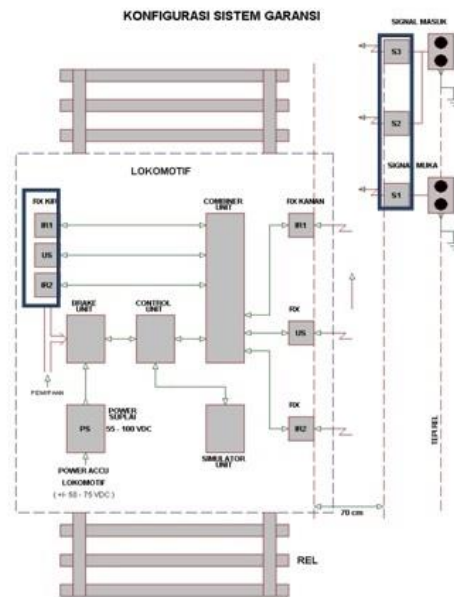 KONFIGURASI SISTEM GARANSI
SIGNAL MASUK
S3
S2
SIGNAL MUKA
S1
LOKOMOTIF
RX KIRI
IR1
US
IR2
COMBINER
UNIT
RX KANAN
IR1
RX
US
RX
IR2
BRAKE
UNIT
CONTROL
UNIT
PS
POWER
SUPLAI
55 - 100 VDC
SIMULATOR
UNIT
POWER ACCU
LOKOMOTIF
( +/- 50 - 75 VDC )
70 cm
TEPI REL
REL